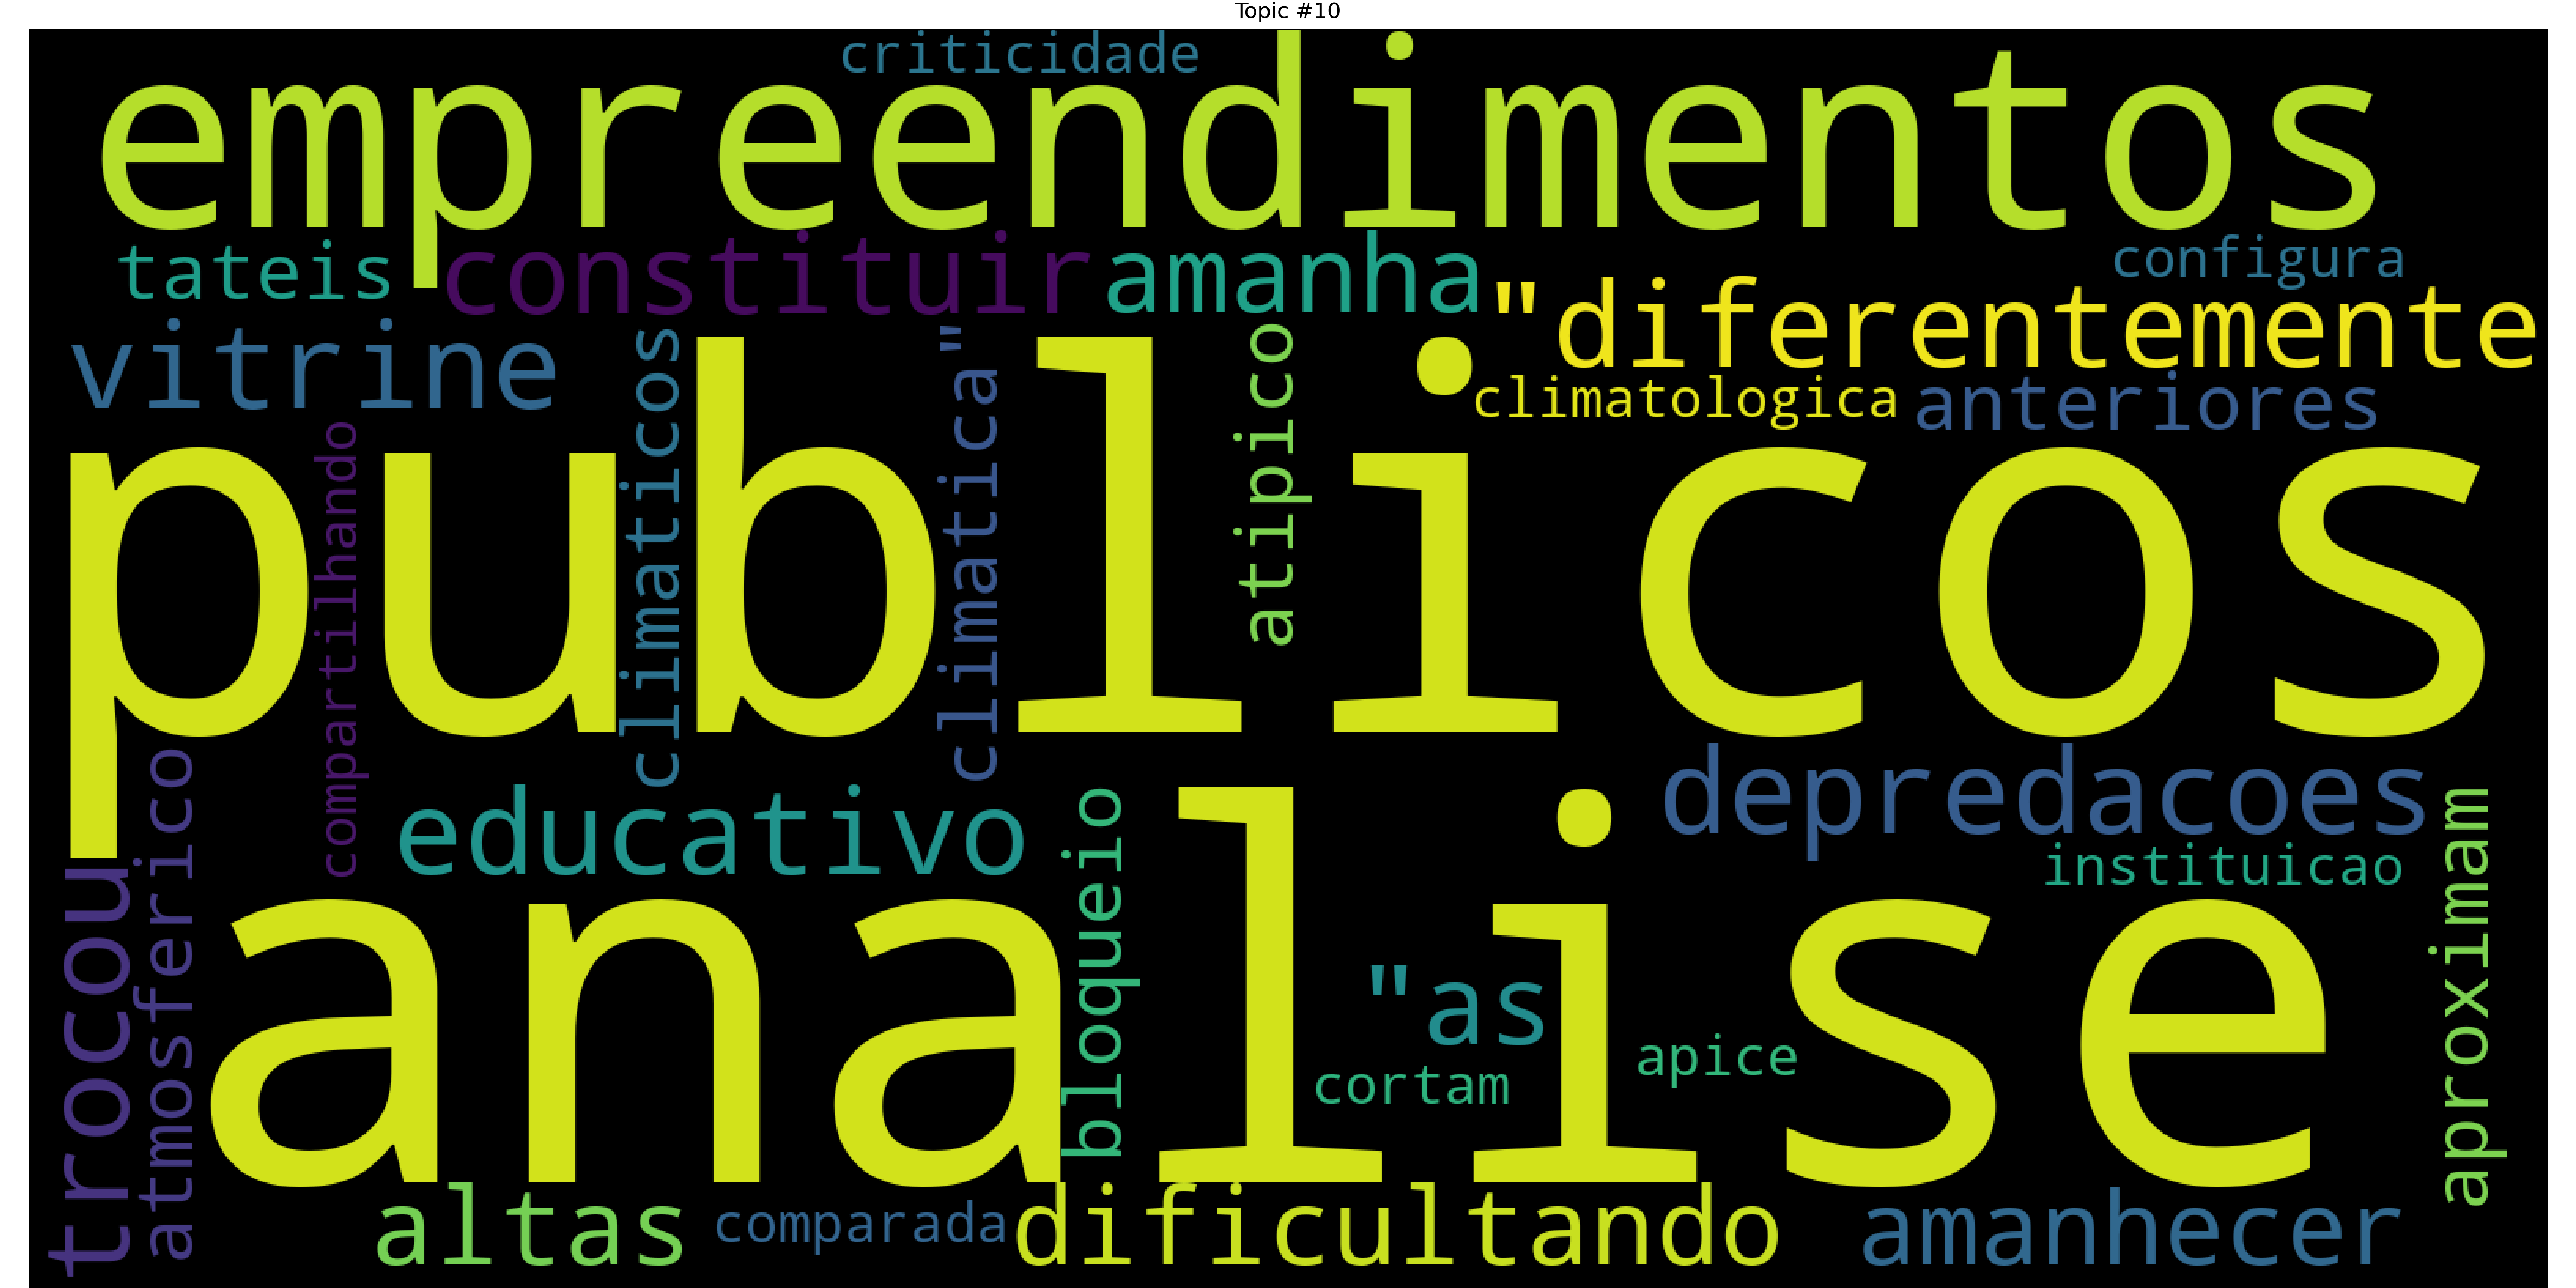 Topic #10
criticidade
empreendimentos
tateis
constituir
amanha
configura
"diferentemente
vitrine
climatologica
anteriores
compartilhando
climaticos
climatica"
atipico
publicos
depredacoes
educativo
instituicao
bloqueio
aproximam
trocou
atmosferico
analise
"as
apice
cortam
altas
comparada
dificultando
amanhecer